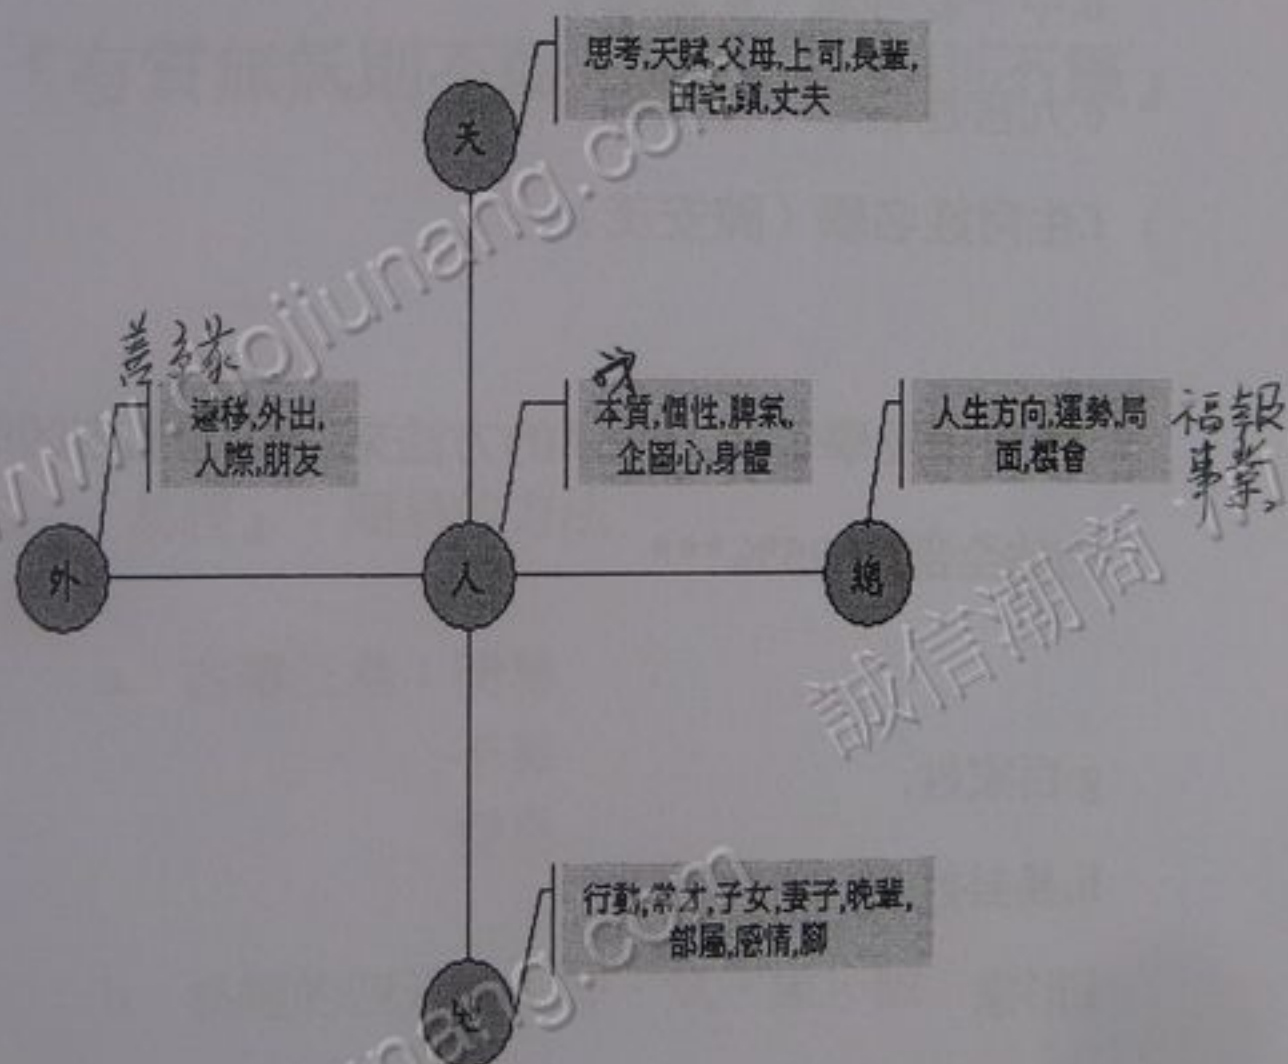 思考,天賦,父母,上司,長輩,
田宅,頭,丈夫
天
善緣
遷移,外出,
人際,朋友
本質,個性,脾氣,
企圖心,身體
人生方向,運勢,局
面,機會
福報
事業。
外
人
總
行動,常才,子女,妻子,晚輩,
部屬,感情,腳
地
誠信潮商